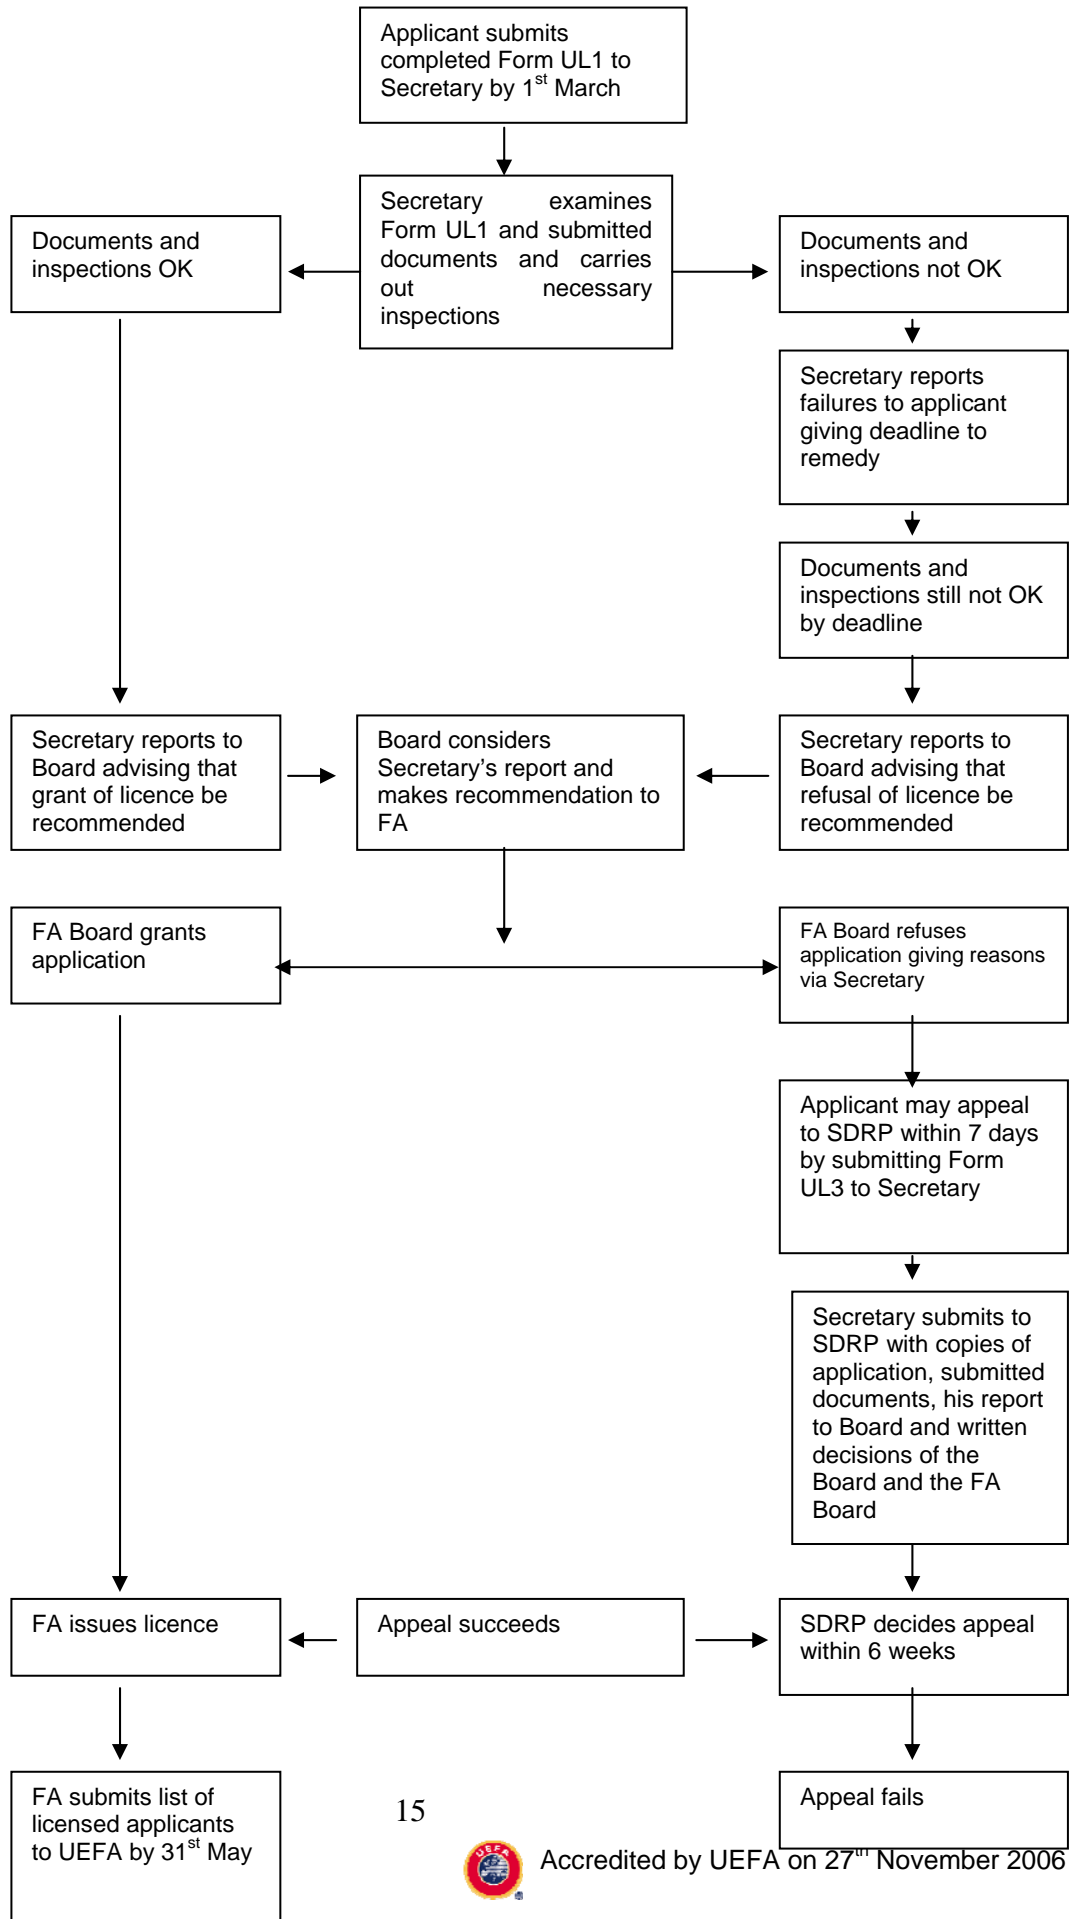 Applicant submits
completed Form UL1 to
Secretary by 1st March
Secretary examines
Form UL1 and submitted
documents and carries
out necessary
inspections
Documents and
inspections OK
Documents and
inspections not OK
Secretary reports
failures to applicant
giving deadline to
remedy
Documents and
inspections still not OK
by deadline
Secretary reports to
Board advising that
grant of licence be
recommended
Board considers
Secretary’s report and
makes recommendation to
FA
Secretary reports to
Board advising that
refusal of licence be
recommended
FA Board grants
application
FA Board refuses
application giving reasons
via Secretary
Applicant may appeal
to SDRP within 7 days
by submitting Form
UL3 to Secretary
Secretary submits to
SDRP with copies of
application, submitted
documents, his report
to Board and written
decisions of the
Board and the FA
Board
FA issues licence
Appeal succeeds
SDRP decides appeal
within 6 weeks
FA submits list of
licensed applicants
to UEFA by 31st May
Appeal fails
15
UEFA
Accredited by UEFA on 27th November 2006